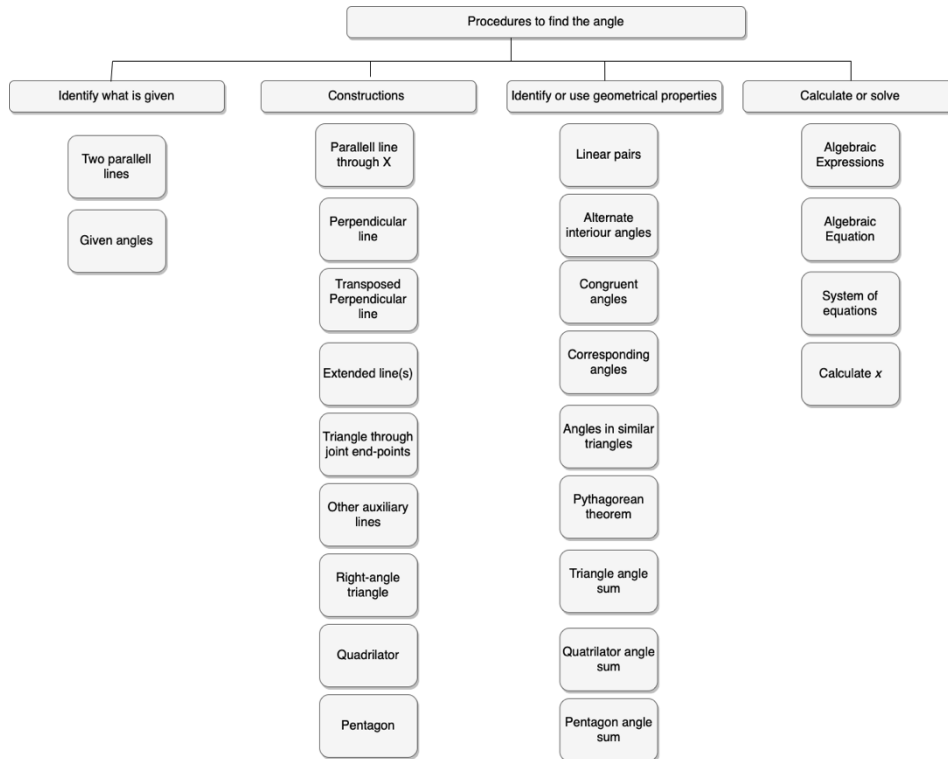 Procedures to find the angle
Identify what is given
Constructions
Identify or use geometrical properties
Calculate or solve
Two parallell
lines
Given angles
Parallell line
through X
Perpendicular
line
Transposed
Perpendicular
line
Extended line(s)
Triangle through
joint end-points
Other auxiliary
lines
Right-angle
triangle
Quadrilator
Pentagon
Linear pairs
Alternate
interiour angles
Congruent
angles
Corresponding
angles
Angles in similar
triangles
Pythagorean
theorem
Triangle angle
sum
Quatrilator angle
sum
Pentagon angle
sum
Algebraic
Expressions
Algebraic
Equation
System of
equations
Calculate x